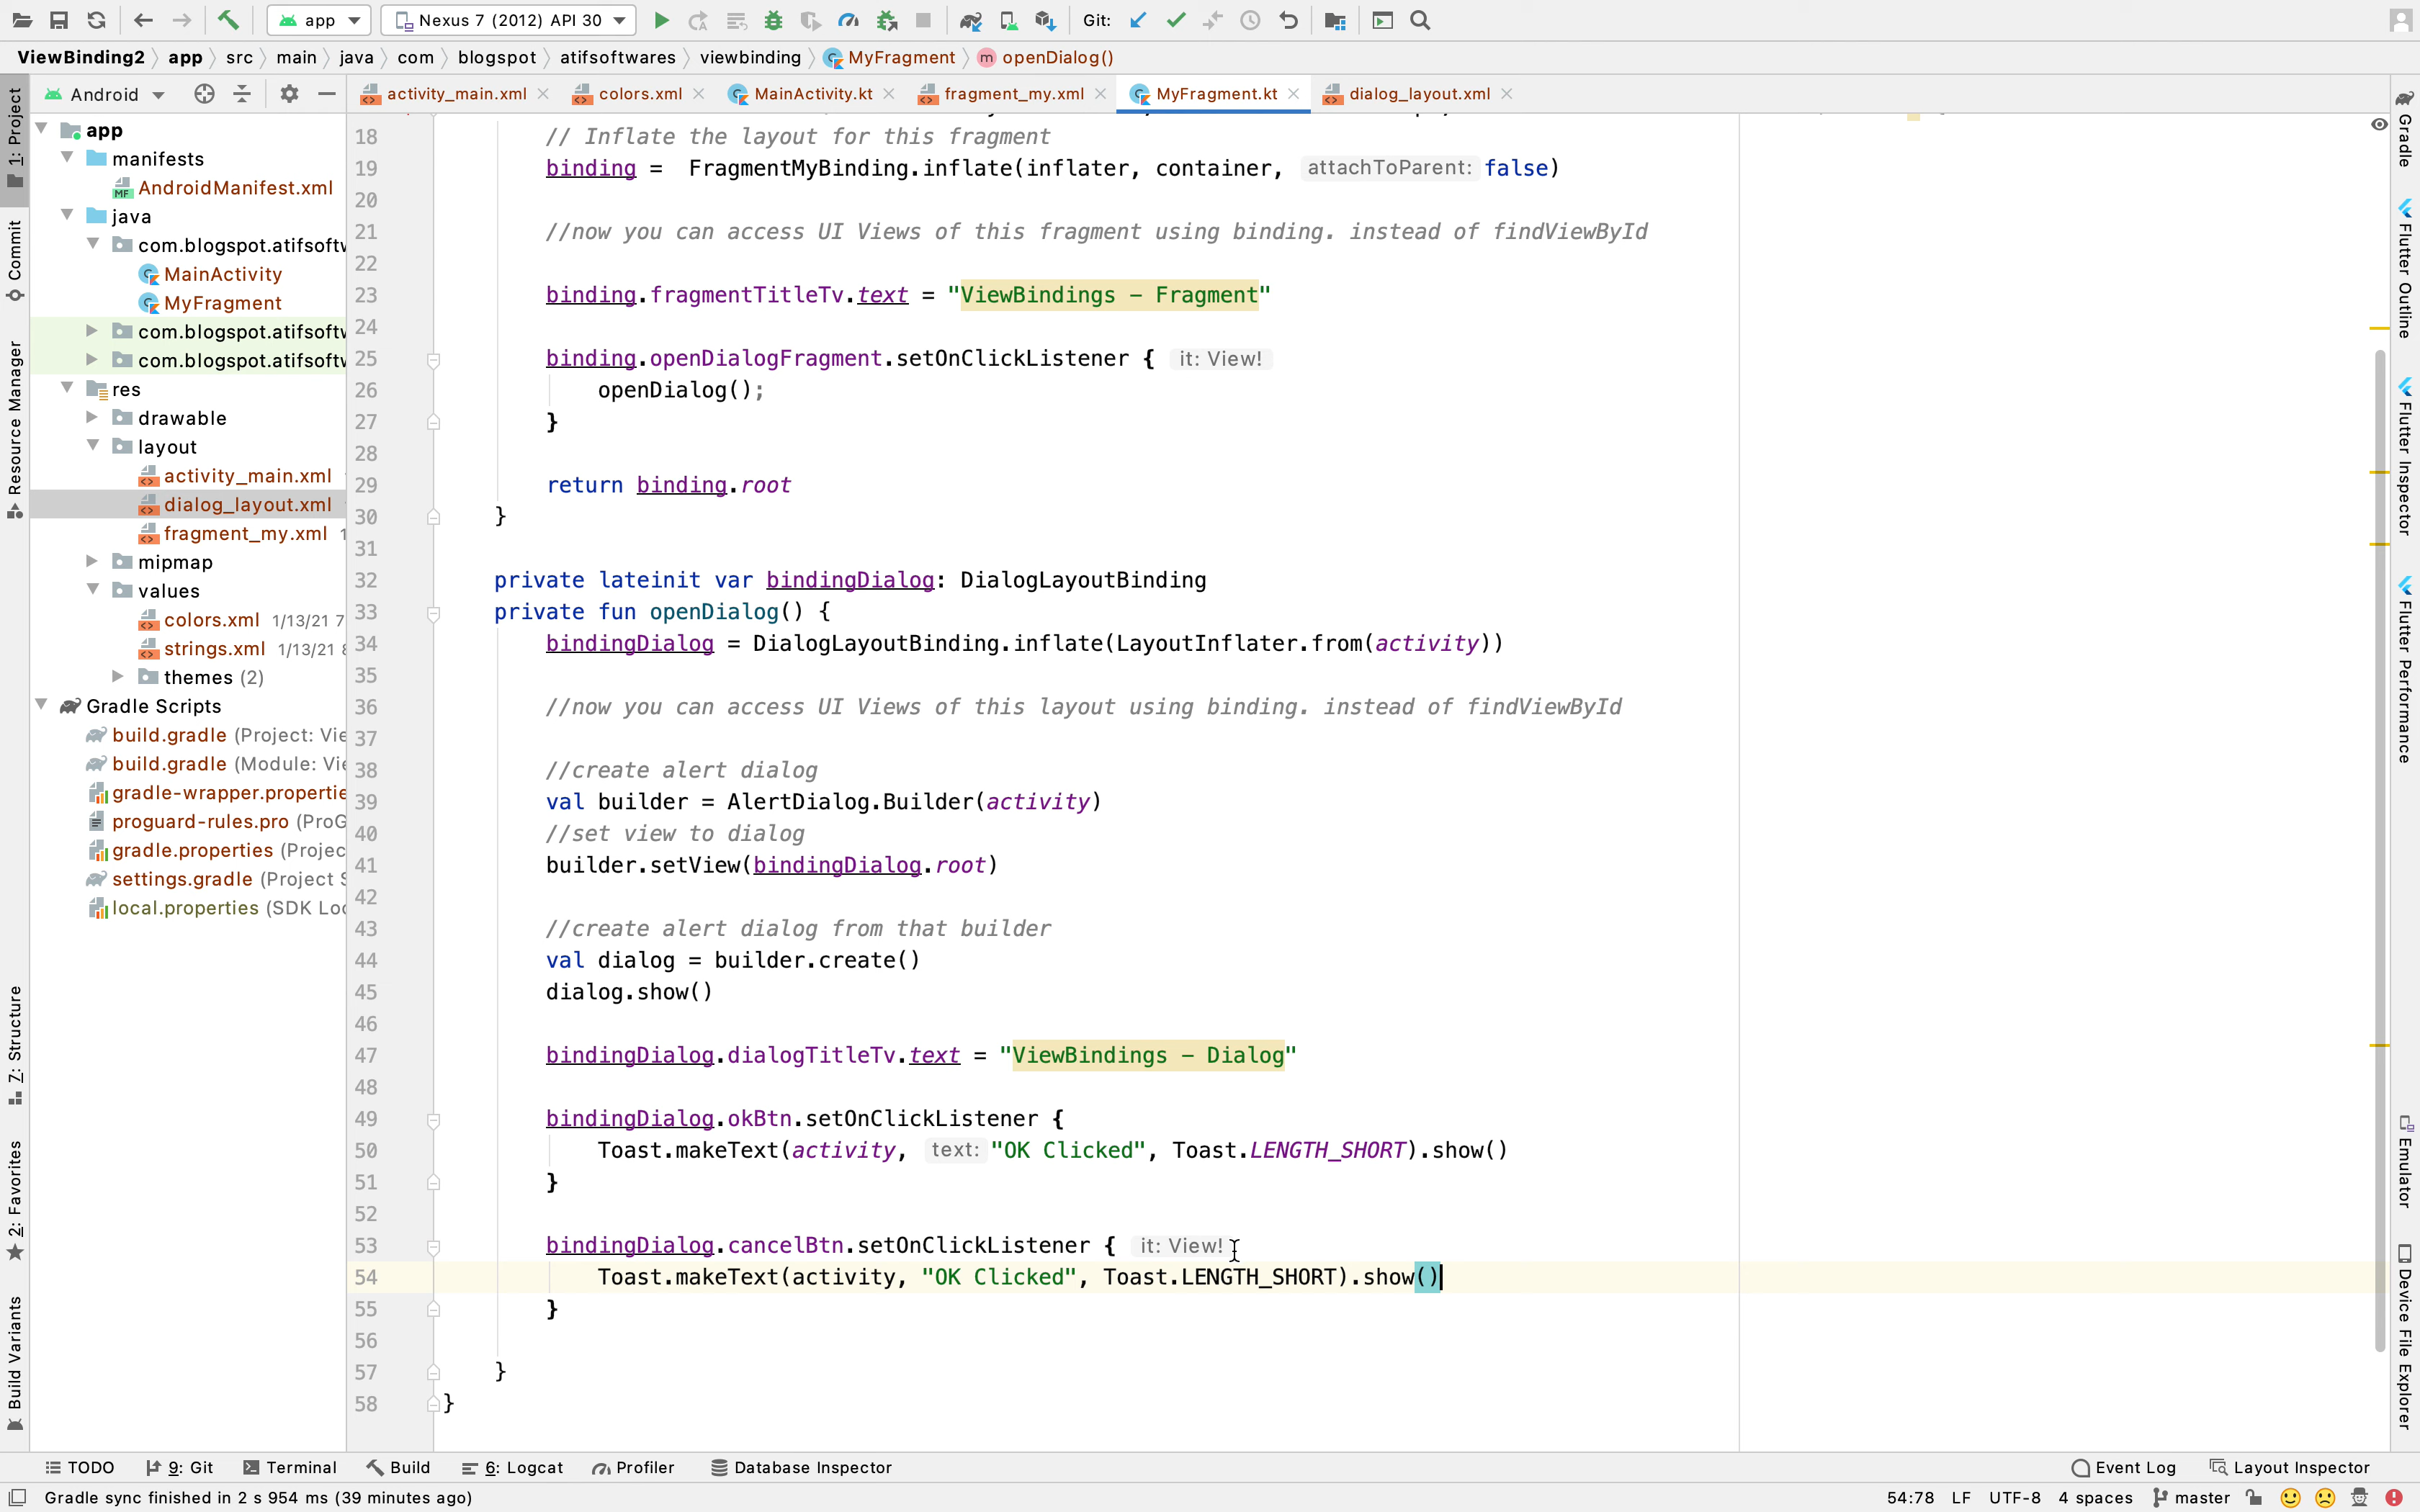 app
Nexus 7 (2012) API 30
Git:
ViewBinding2 app src main java com blogspot atifsoftwares viewbinding MyFragment m openDialog()
Android
activity_main.xml colors.xml MainActivity.kt fragment_my.xml MyFragment.kt dialog_layout.xml
1: Project
Commit
Resource Manager
Z: Structure
2: Favorites
Build Variants
app
manifests
MF AndroidManifest.xml
java
com.blogspot.atifsoftw
MainActivity
MyFragment
com.blogspot.atifsoftw
com.blogspot.atifsoftw
res
drawable
layout
activity_main.xml
dialog_layout.xml
fragment_my.xml 1
mipmap
values
colors.xml 1/13/21 7
strings.xml 1/13/21 8
themes (2)
Gradle Scripts
build.gradle (Project: Vie
build.gradle (Module: Vie
gradle-wrapper.propertie
proguard-rules.pro (ProG
gradle.properties (Projec
settings.gradle (Project S
local.properties (SDK Loc
18 // Inflate the layout for this fragment
19 binding = FragmentMyBinding.inflate(inflater, container, attachToParent: false)
20
21 //now you can access UI Views of this fragment using binding. instead of findViewById
22
23 binding.fragmentTitleTv.text = "ViewBindings – Fragment"
24
25 binding.openDialogFragment.setOnClickListener { it: View!
26 openDialog();
27 }
28
29 return binding.root
30 }
31
32 private lateinit var bindingDialog: DialogLayoutBinding
33 private fun openDialog() {
34 bindingDialog = DialogLayoutBinding.inflate(LayoutInflater.from(activity))
35
36 //now you can access UI Views of this layout using binding. instead of findViewById
37
38 //create alert dialog
39 val builder = AlertDialog.Builder(activity)
40 //set view to dialog
41 builder.setView(bindingDialog.root)
42
43 //create alert dialog from that builder
44 val dialog = builder.create()
45 dialog.show()
46
47 bindingDialog.dialogTitleTv.text = "ViewBindings – Dialog"
48
49 bindingDialog.okBtn.setOnClickListener {
50 Toast.makeText(activity, text: "OK Clicked", Toast.LENGTH_SHORT).show()
51 }
52
53 bindingDialog.cancelBtn.setOnClickListener { it: View!
54 Toast.makeText(activity, "OK Clicked", Toast.LENGTH_SHORT).show()
55 }
56
57 }
58 }
Gradle
Flutter Outline
Flutter Inspector
Flutter Performance
Emulator
Device File Explorer
TODO 9: Git Terminal Build 6: Logcat Profiler Database Inspector Event Log Layout Inspector
Gradle sync finished in 2 s 954 ms (39 minutes ago) 54:78 LF UTF-8 4 spaces master